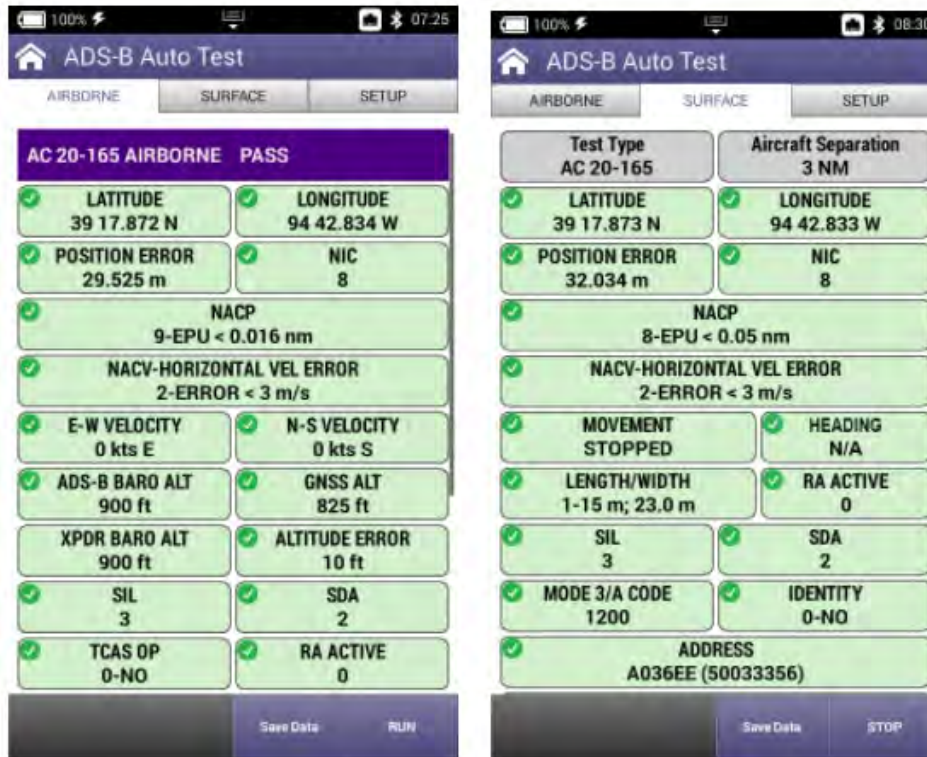 100%
07:25
ADS-B Auto Test
AIRBORNE SURFACE SETUP
AC 20-165 AIRBORNE PASS
LATITUDE LONGITUDE
39 17.872 N 94 42.834 W
POSITION ERROR NIC
29.525 m 8
NACP
9-EPU < 0.016 nm
NACV-HORIZONTAL VEL ERROR
2-ERROR < 3 m/s
E-W VELOCITY N-S VELOCITY
0 kts E 0 kts S
ADS-B BARO ALT GNSS ALT
900 ft 825 ft
XPDR BARO ALT ALTITUDE ERROR
900 ft 10 ft
SIL SDA
3 2
TCAS OP RA ACTIVE
0-NO 0
Save Data RUN
100%
08:30
ADS-B Auto Test
AIRBORNE SURFACE SETUP
Test Type Aircraft Separation
AC 20-165 3 NM
LATITUDE LONGITUDE
39 17.873 N 94 42.833 W
POSITION ERROR NIC
32.034 m 8
NACP
8-EPU < 0.05 nm
NACV-HORIZONTAL VEL ERROR
2-ERROR < 3 m/s
MOVEMENT HEADING
STOPPED N/A
LENGTH/WIDTH RA ACTIVE
1-15 m; 23.0 m 0
SIL SDA
3 2
MODE 3/A CODE IDENTITY
1200 0-NO
ADDRESS
A036EE (50033356)
Save Data STOP